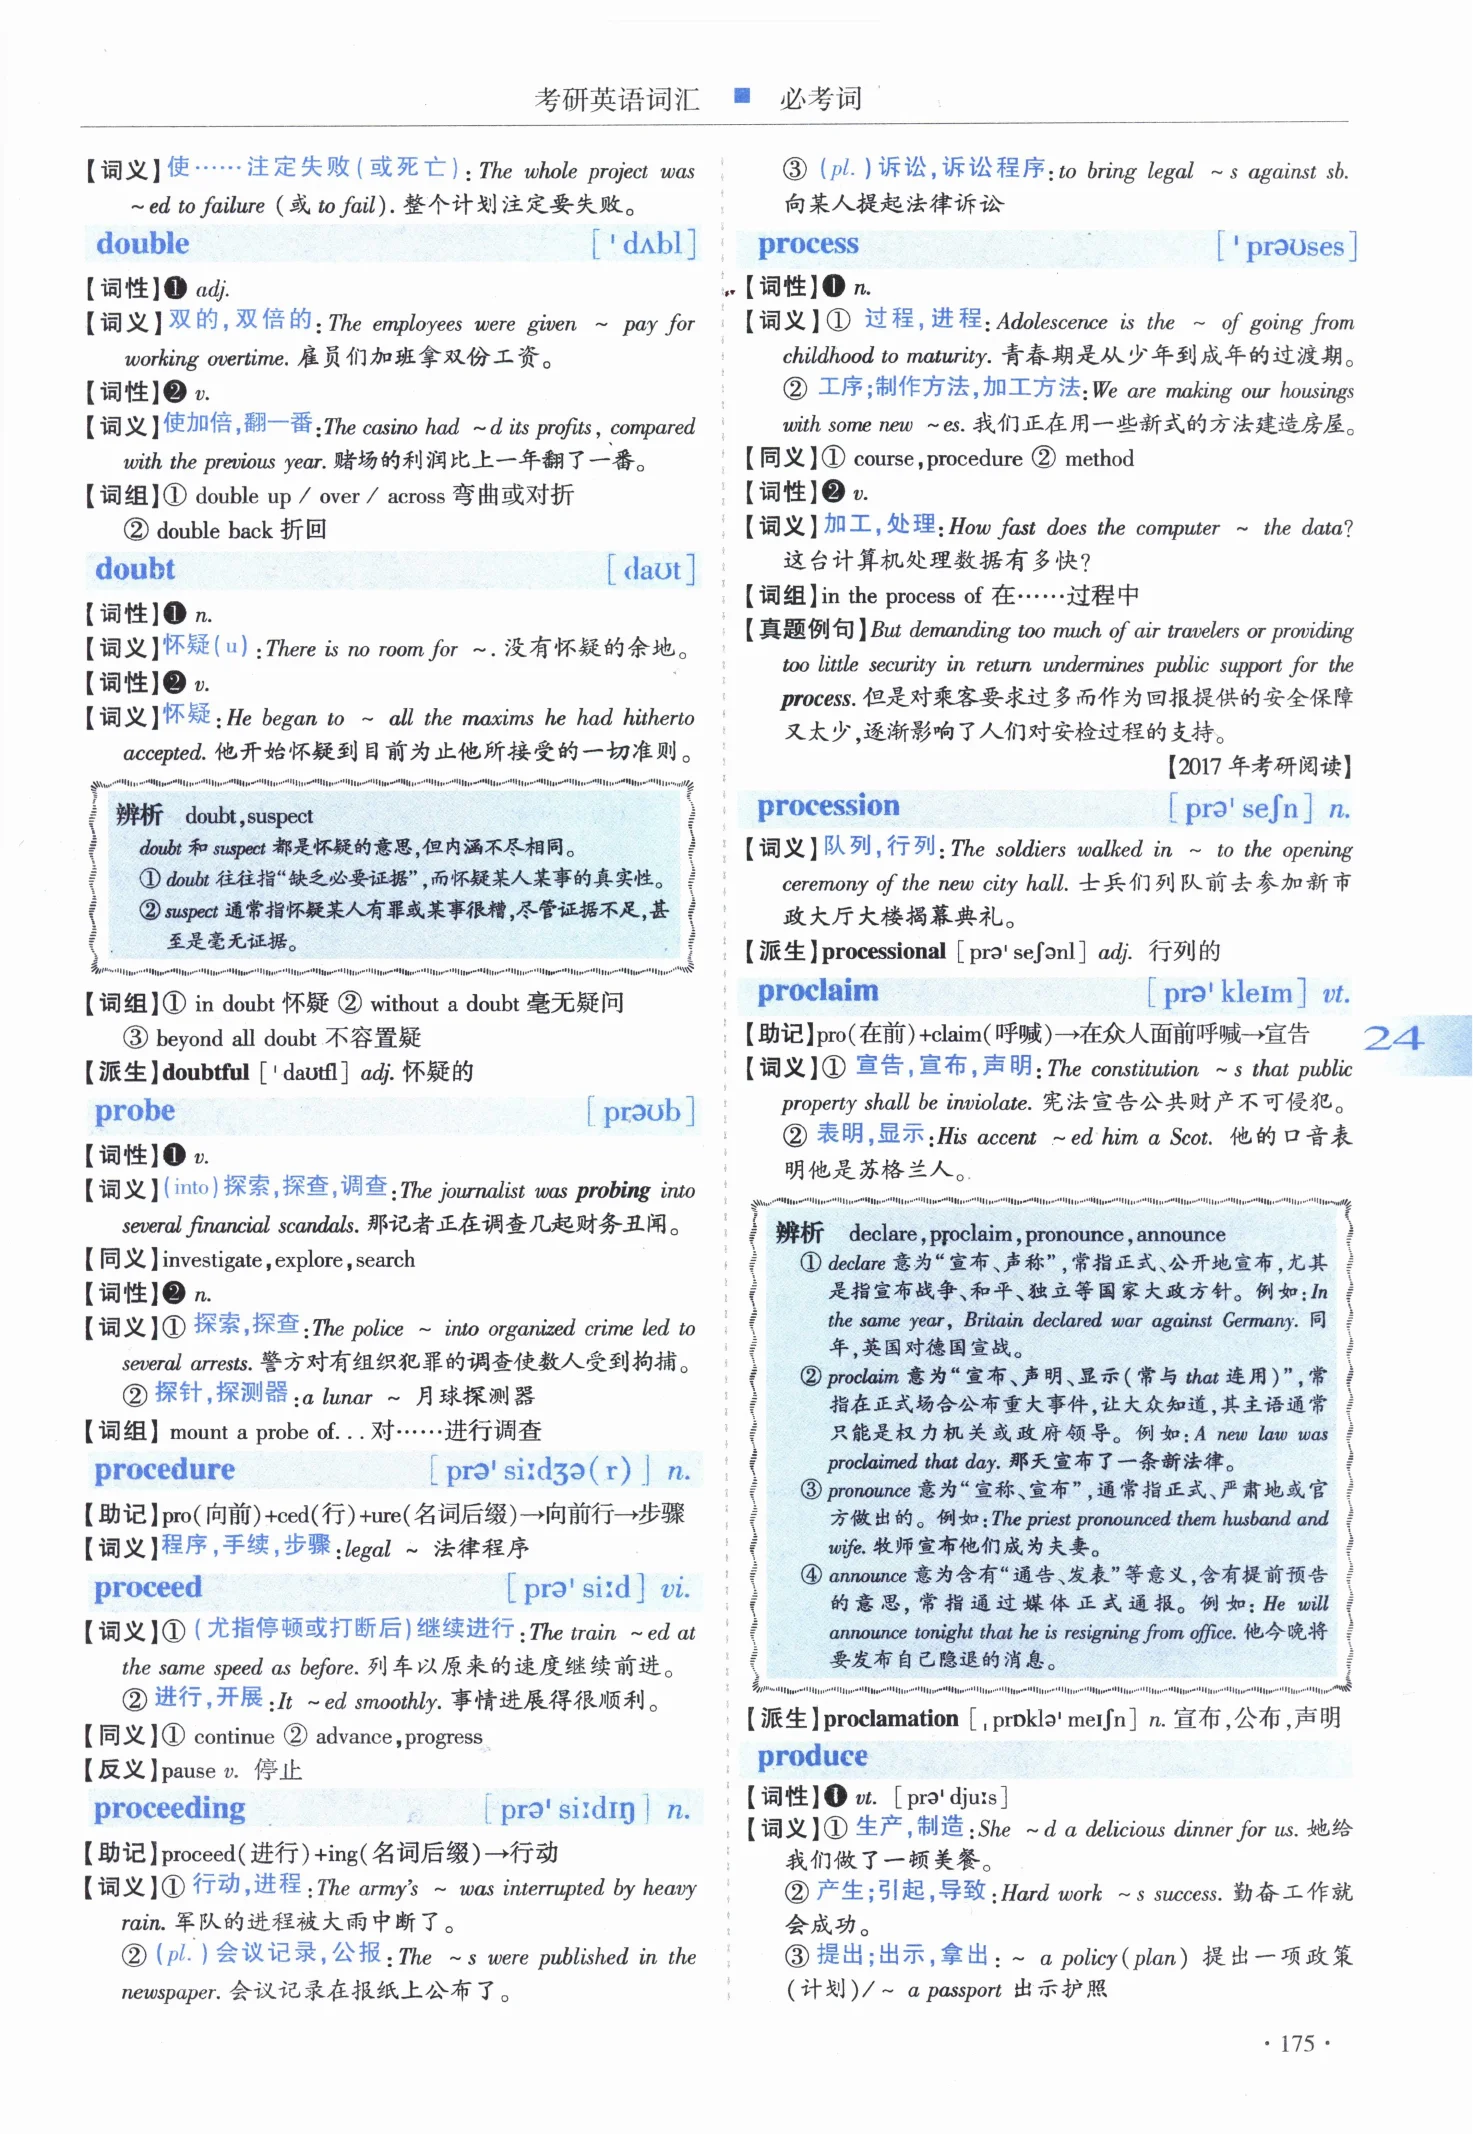 考研英语词汇 ■ 必考词
【词义】使……注定失败(或死亡): The whole project was
~ed to failure (或 to fail). 整个计划注定要失败。
double [ˈdʌbl]
【词性】❶ adj.
【词义】双的,双倍的: The employees were given ~ pay for
working overtime. 雇员们加班拿双份工资。
【词性】❷ v.
【词义】使加倍,翻一番: The casino had ~d its profits, compared
with the previous year. 赌场的利润比上一年翻了一番。
【词组】① double up / over / across 弯曲或对折
② double back 折回
doubt [daʊt]
【词性】❶ n.
【词义】怀疑(u): There is no room for ~. 没有怀疑的余地。
【词性】❷ v.
【词义】怀疑: He began to ~ all the maxims he had hitherto
accepted. 他开始怀疑到目前为止他所接受的一切准则。
辨析 doubt, suspect
doubt 和 suspect 都是怀疑的意思,但内涵不尽相同。
① doubt 往往指“缺乏必要证据”,而怀疑某人某事的真实性。
② suspect 通常指怀疑某人有罪或某事很糟,尽管证据不足,甚
至是毫无证据。
【词组】① in doubt 怀疑 ② without a doubt 毫无疑问
③ beyond all doubt 不容置疑
【派生】doubtful [ˈdaʊtfl] adj. 怀疑的
probe [prəʊb]
【词性】❶ v.
【词义】(into)探索,探查,调查: The journalist was probing into
several financial scandals. 那记者正在调查几起财务丑闻。
【同义】investigate, explore, search
【词性】❷ n.
【词义】① 探索,探查: The police ~ into organized crime led to
several arrests. 警方对有组织犯罪的调查使数人受到拘捕。
② 探针,探测器: a lunar ~ 月球探测器
【词组】 mount a probe of... 对……进行调查
procedure [prəˈsiːdʒə(r)] n.
【助记】pro(向前)+ced(行)+ure(名词后缀)→向前行→步骤
【词义】程序,手续,步骤: legal ~ 法律程序
proceed [prəˈsiːd] vi.
【词义】① (尤指停顿或打断后)继续进行: The train ~ed at
the same speed as before. 列车以原来的速度继续前进。
② 进行,开展: It ~ed smoothly. 事情进展得很顺利。
【同义】① continue ② advance, progress
【反义】pause v. 停止
proceeding [prəˈsiːdɪŋ] n.
【助记】proceed(进行)+ing(名词后缀)→行动
【词义】① 行动,进程: The army's ~ was interrupted by heavy
rain. 军队的进程被大雨中断了。
② (pl.)会议记录,公报: The ~s were published in the
newspaper. 会议记录在报纸上公布了。
③ (pl.)诉讼,诉讼程序: to bring legal ~s against sb.
向某人提起法律诉讼
process [ˈprəʊses]
【词性】❶ n.
【词义】① 过程,进程: Adolescence is the ~ of going from
childhood to maturity. 青春期是从少年到成年的过渡期。
② 工序;制作方法,加工方法: We are making our housings
with some new ~es. 我们正在用一些新式的方法建造房屋。
【同义】① course, procedure ② method
【词性】❷ v.
【词义】加工,处理: How fast does the computer ~ the data?
这台计算机处理数据有多快?
【词组】in the process of 在……过程中
【真题例句】But demanding too much of air travelers or providing
too little security in return undermines public support for the
process. 但是对乘客要求过多而作为回报提供的安全保障
又太少,逐渐影响了人们对安检过程的支持。
【2017 年考研阅读】
procession [prəˈseʃn] n.
【词义】队列,行列: The soldiers walked in ~ to the opening
ceremony of the new city hall. 士兵们列队前去参加新市
政大厅大楼揭幕典礼。
【派生】processional [prəˈseʃənl] adj. 行列的
proclaim [prəˈkleɪm] vt.
【助记】pro(在前)+claim(呼喊)→在众人面前呼喊→宣告
24
【词义】① 宣告,宣布,声明: The constitution ~s that public
property shall be inviolate. 宪法宣告公共财产不可侵犯。
② 表明,显示: His accent ~ed him a Scot. 他的口音表
明他是苏格兰人。
辨析 declare, proclaim, pronounce, announce
① declare 意为“宣布、声称”,常指正式、公开地宣布,尤其
是指宣布战争、和平、独立等国家大政方针。例如: In
the same year, Britain declared war against Germany. 同
年,英国对德国宣战。
② proclaim 意为“宣布、声明、显示(常与 that 连用)”,常
指在正式场合公布重大事件,让大众知道,其主语通常
只能是权力机关或政府领导。例如: A new law was
proclaimed that day. 那天宣布了一条新法律。
③ pronounce 意为“宣称、宣布”,通常指正式、严肃地或官
方做出的。例如: The priest pronounced them husband and
wife. 牧师宣布他们成为夫妻。
④ announce 意为含有“通告、发表”等意义,含有提前预告
的意思,常指通过媒体正式通报。例如: He will
announce tonight that he is resigning from office. 他今晚将
要发布自己隐退的消息。
【派生】proclamation [ˌprɒkləˈmeɪʃn] n. 宣布,公布,声明
produce
【词性】❶ vt. [prəˈdjuːs]
【词义】① 生产,制造: She ~d a delicious dinner for us. 她给
我们做了一顿美餐。
② 产生;引起,导致: Hard work ~s success. 勤奋工作就
会成功。
③ 提出;出示,拿出: ~ a policy(plan) 提出一项政策
(计划)/~ a passport 出示护照
· 175 ·